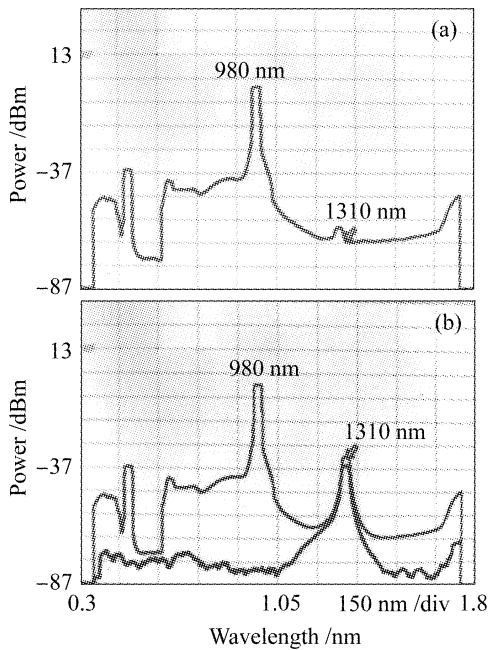 (a)
13
980 nm
Power /dBm
−37
1310 nm
−87
(b)
13
980 nm
1310 nm
Power /dBm
−37
−87
0.3 1.05 150 nm /div 1.8
Wavelength /nm